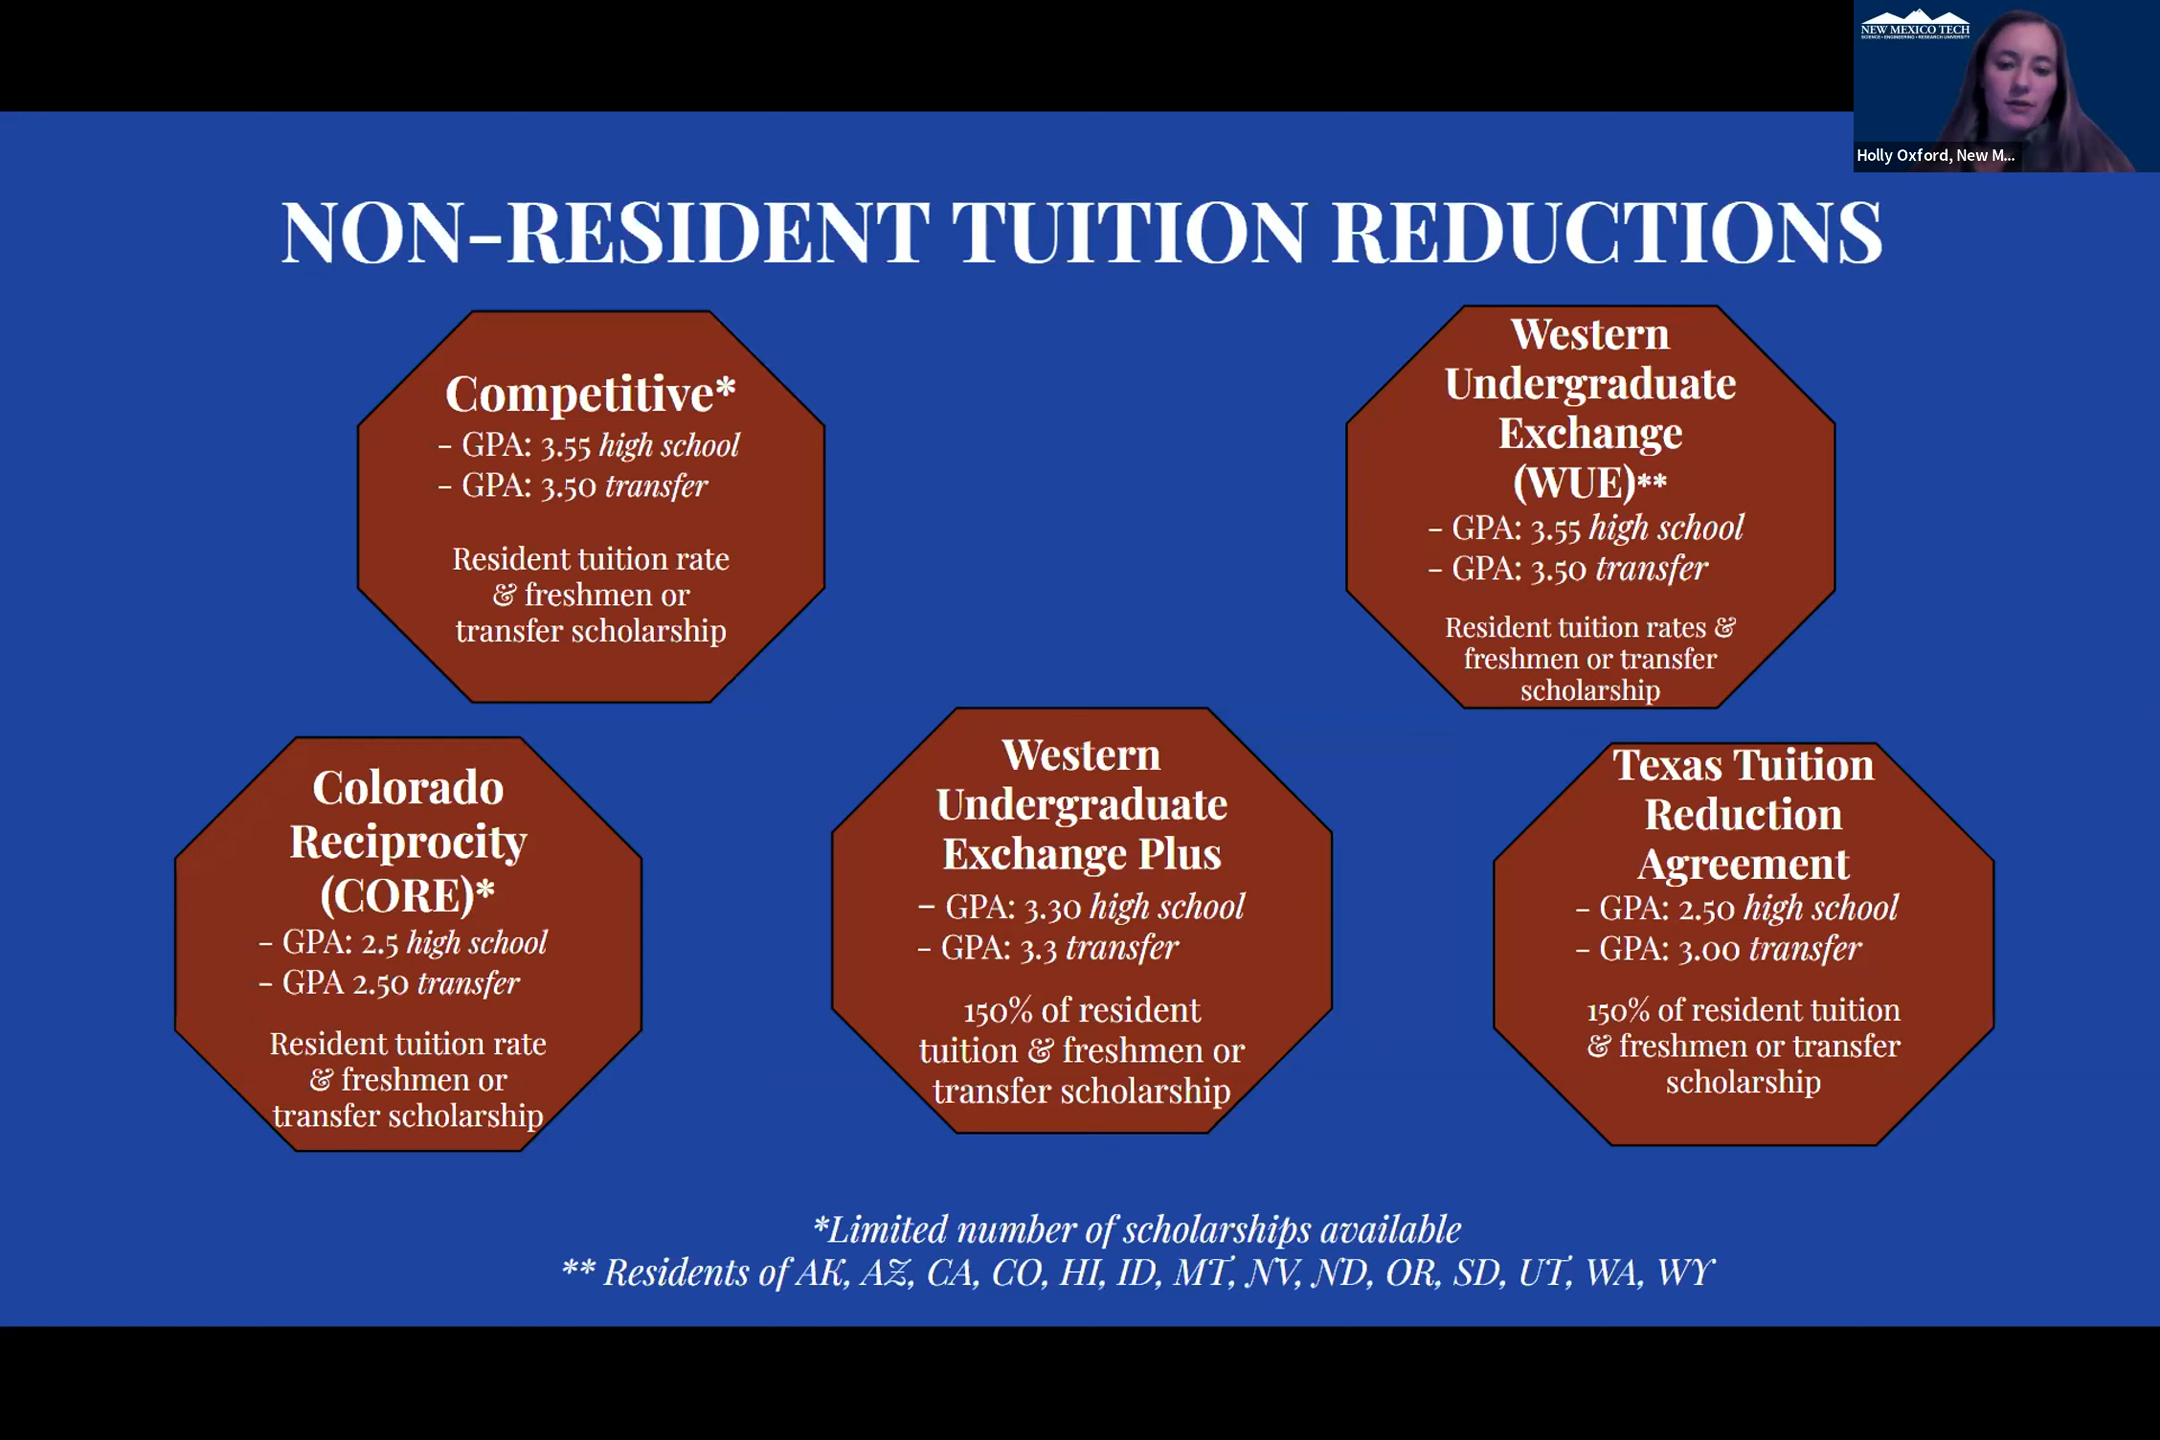 NEW MEXICO TECH
SCIENCE • ENGINEERING • RESEARCH UNIVERSITY
Holly Oxford, New M...
NON-RESIDENT TUITION REDUCTIONS
Competitive*
- GPA: 3.55 high school
- GPA: 3.50 transfer
Resident tuition rate
& freshmen or
transfer scholarship
Western
Undergraduate
Exchange
(WUE)**
- GPA: 3.55 high school
- GPA: 3.50 transfer
Resident tuition rates &
freshmen or transfer
scholarship
Colorado
Reciprocity
(CORE)*
- GPA: 2.5 high school
- GPA 2.50 transfer
Resident tuition rate
& freshmen or
transfer scholarship
Western
Undergraduate
Exchange Plus
- GPA: 3.30 high school
- GPA: 3.3 transfer
150% of resident
tuition & freshmen or
transfer scholarship
Texas Tuition
Reduction
Agreement
- GPA: 2.50 high school
- GPA: 3.00 transfer
150% of resident tuition
& freshmen or transfer
scholarship
*Limited number of scholarships available
** Residents of AK, AZ, CA, CO, HI, ID, MT, NV, ND, OR, SD, UT, WA, WY